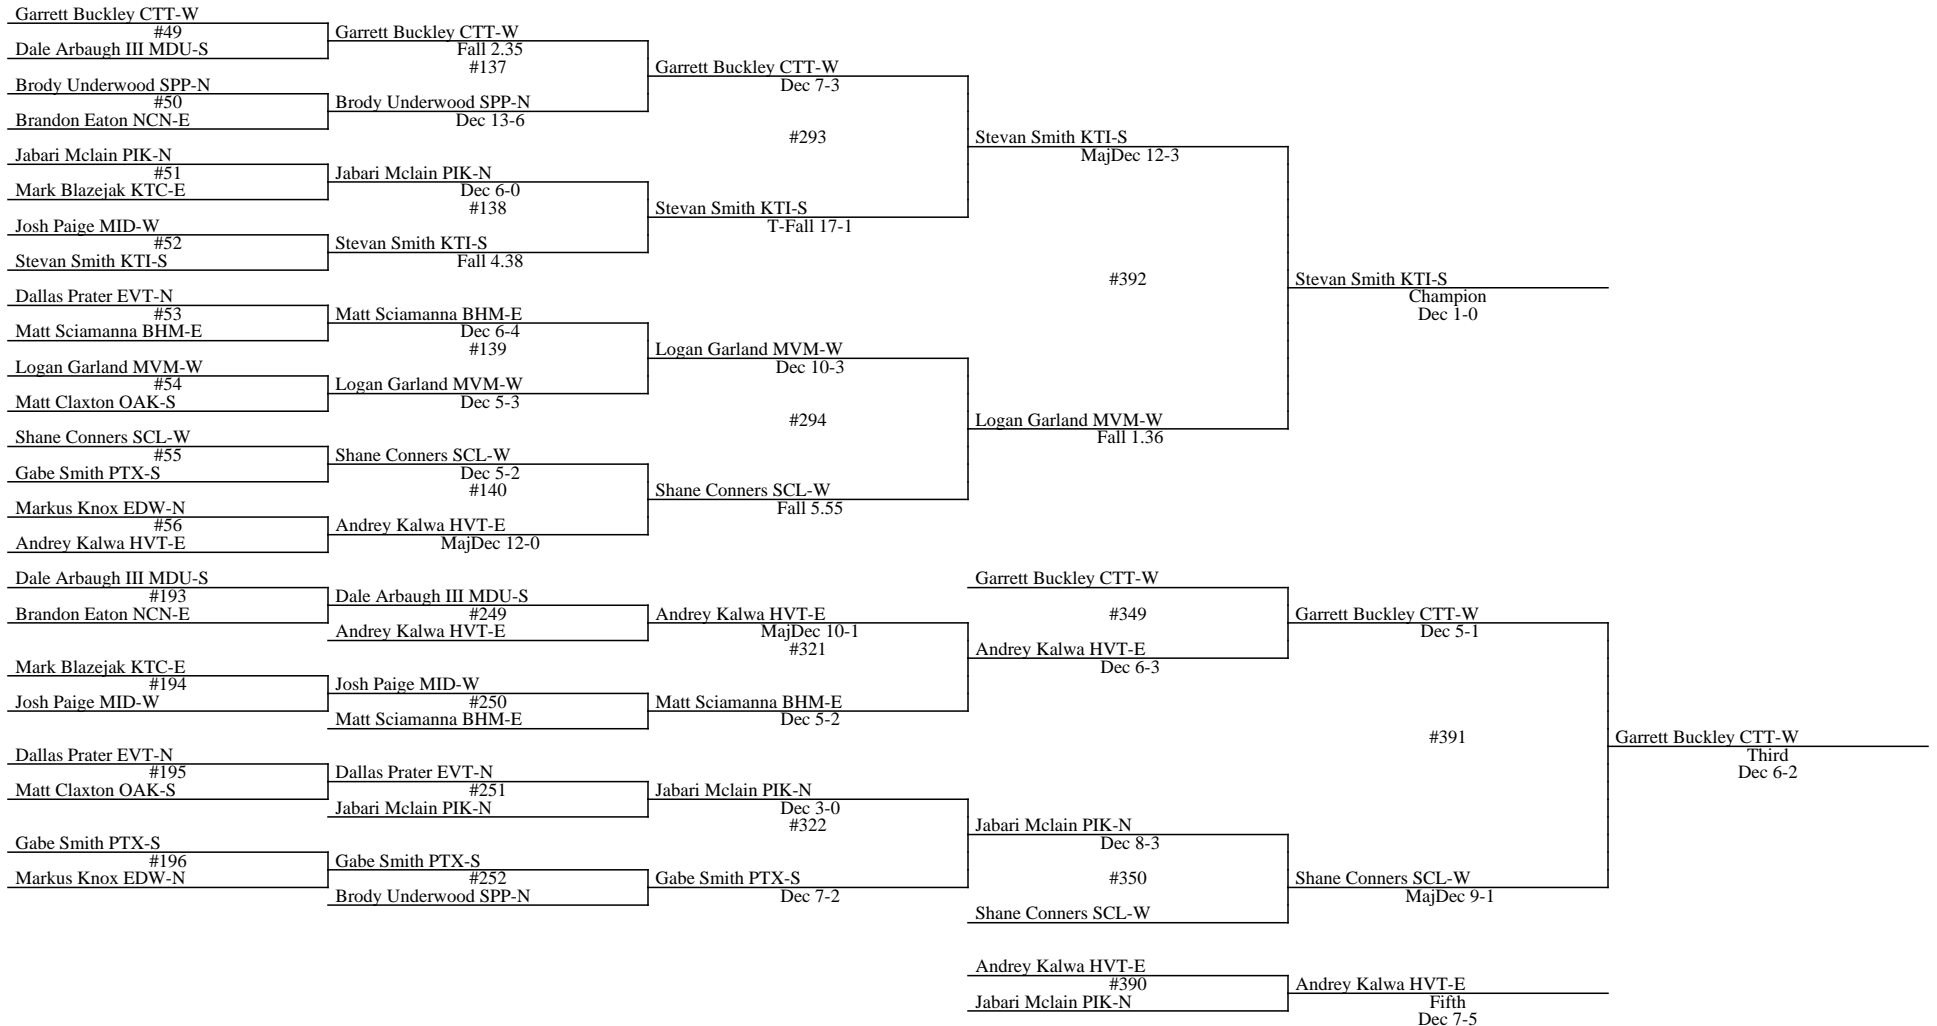 Garrett Buckley CTT-W
#49
Dale Arbaugh III MDU-S
Brody Underwood SPP-N
#50
Brandon Eaton NCN-E
Jabari Mclain PIK-N
#51
Mark Blazejak KTC-E
Josh Paige MID-W
#52
Stevan Smith KTI-S
Dallas Prater EVT-N
#53
Matt Sciamanna BHM-E
Logan Garland MVM-W
#54
Matt Claxton OAK-S
Shane Conners SCL-W
#55
Gabe Smith PTX-S
Markus Knox EDW-N
#56
Andrey Kalwa HVT-E
Garrett Buckley CTT-W
Fall 2.35
#137
Brody Underwood SPP-N
Dec 13-6
Jabari Mclain PIK-N
Dec 6-0
#138
Stevan Smith KTI-S
Fall 4.38
Matt Sciamanna BHM-E
Dec 6-4
#139
Logan Garland MVM-W
Dec 5-3
Shane Conners SCL-W
Dec 5-2
#140
Andrey Kalwa HVT-E
MajDec 12-0
Garrett Buckley CTT-W
Dec 7-3
#293
Stevan Smith KTI-S
T-Fall 17-1
Logan Garland MVM-W
Dec 10-3
#294
Shane Conners SCL-W
Fall 5.55
Stevan Smith KTI-S
MajDec 12-3
#392
Logan Garland MVM-W
Fall 1.36
Stevan Smith KTI-S
Champion
Dec 1-0
Dale Arbaugh III MDU-S
#193
Brandon Eaton NCN-E
Mark Blazejak KTC-E
#194
Josh Paige MID-W
Dallas Prater EVT-N
#195
Matt Claxton OAK-S
Gabe Smith PTX-S
#196
Markus Knox EDW-N
Dale Arbaugh III MDU-S
#249
Andrey Kalwa HVT-E
Josh Paige MID-W
#250
Matt Sciamanna BHM-E
Dallas Prater EVT-N
#251
Jabari Mclain PIK-N
Gabe Smith PTX-S
#252
Brody Underwood SPP-N
Andrey Kalwa HVT-E
MajDec 10-1
#321
Matt Sciamanna BHM-E
Dec 5-2
Jabari Mclain PIK-N
Dec 3-0
#322
Gabe Smith PTX-S
Dec 7-2
Garrett Buckley CTT-W
#349
Andrey Kalwa HVT-E
Dec 6-3
Jabari Mclain PIK-N
Dec 8-3
#350
Shane Conners SCL-W
Garrett Buckley CTT-W
Dec 5-1
#391
Shane Conners SCL-W
MajDec 9-1
Garrett Buckley CTT-W
Third
Dec 6-2
Andrey Kalwa HVT-E
#390
Jabari Mclain PIK-N
Andrey Kalwa HVT-E
Fifth
Dec 7-5